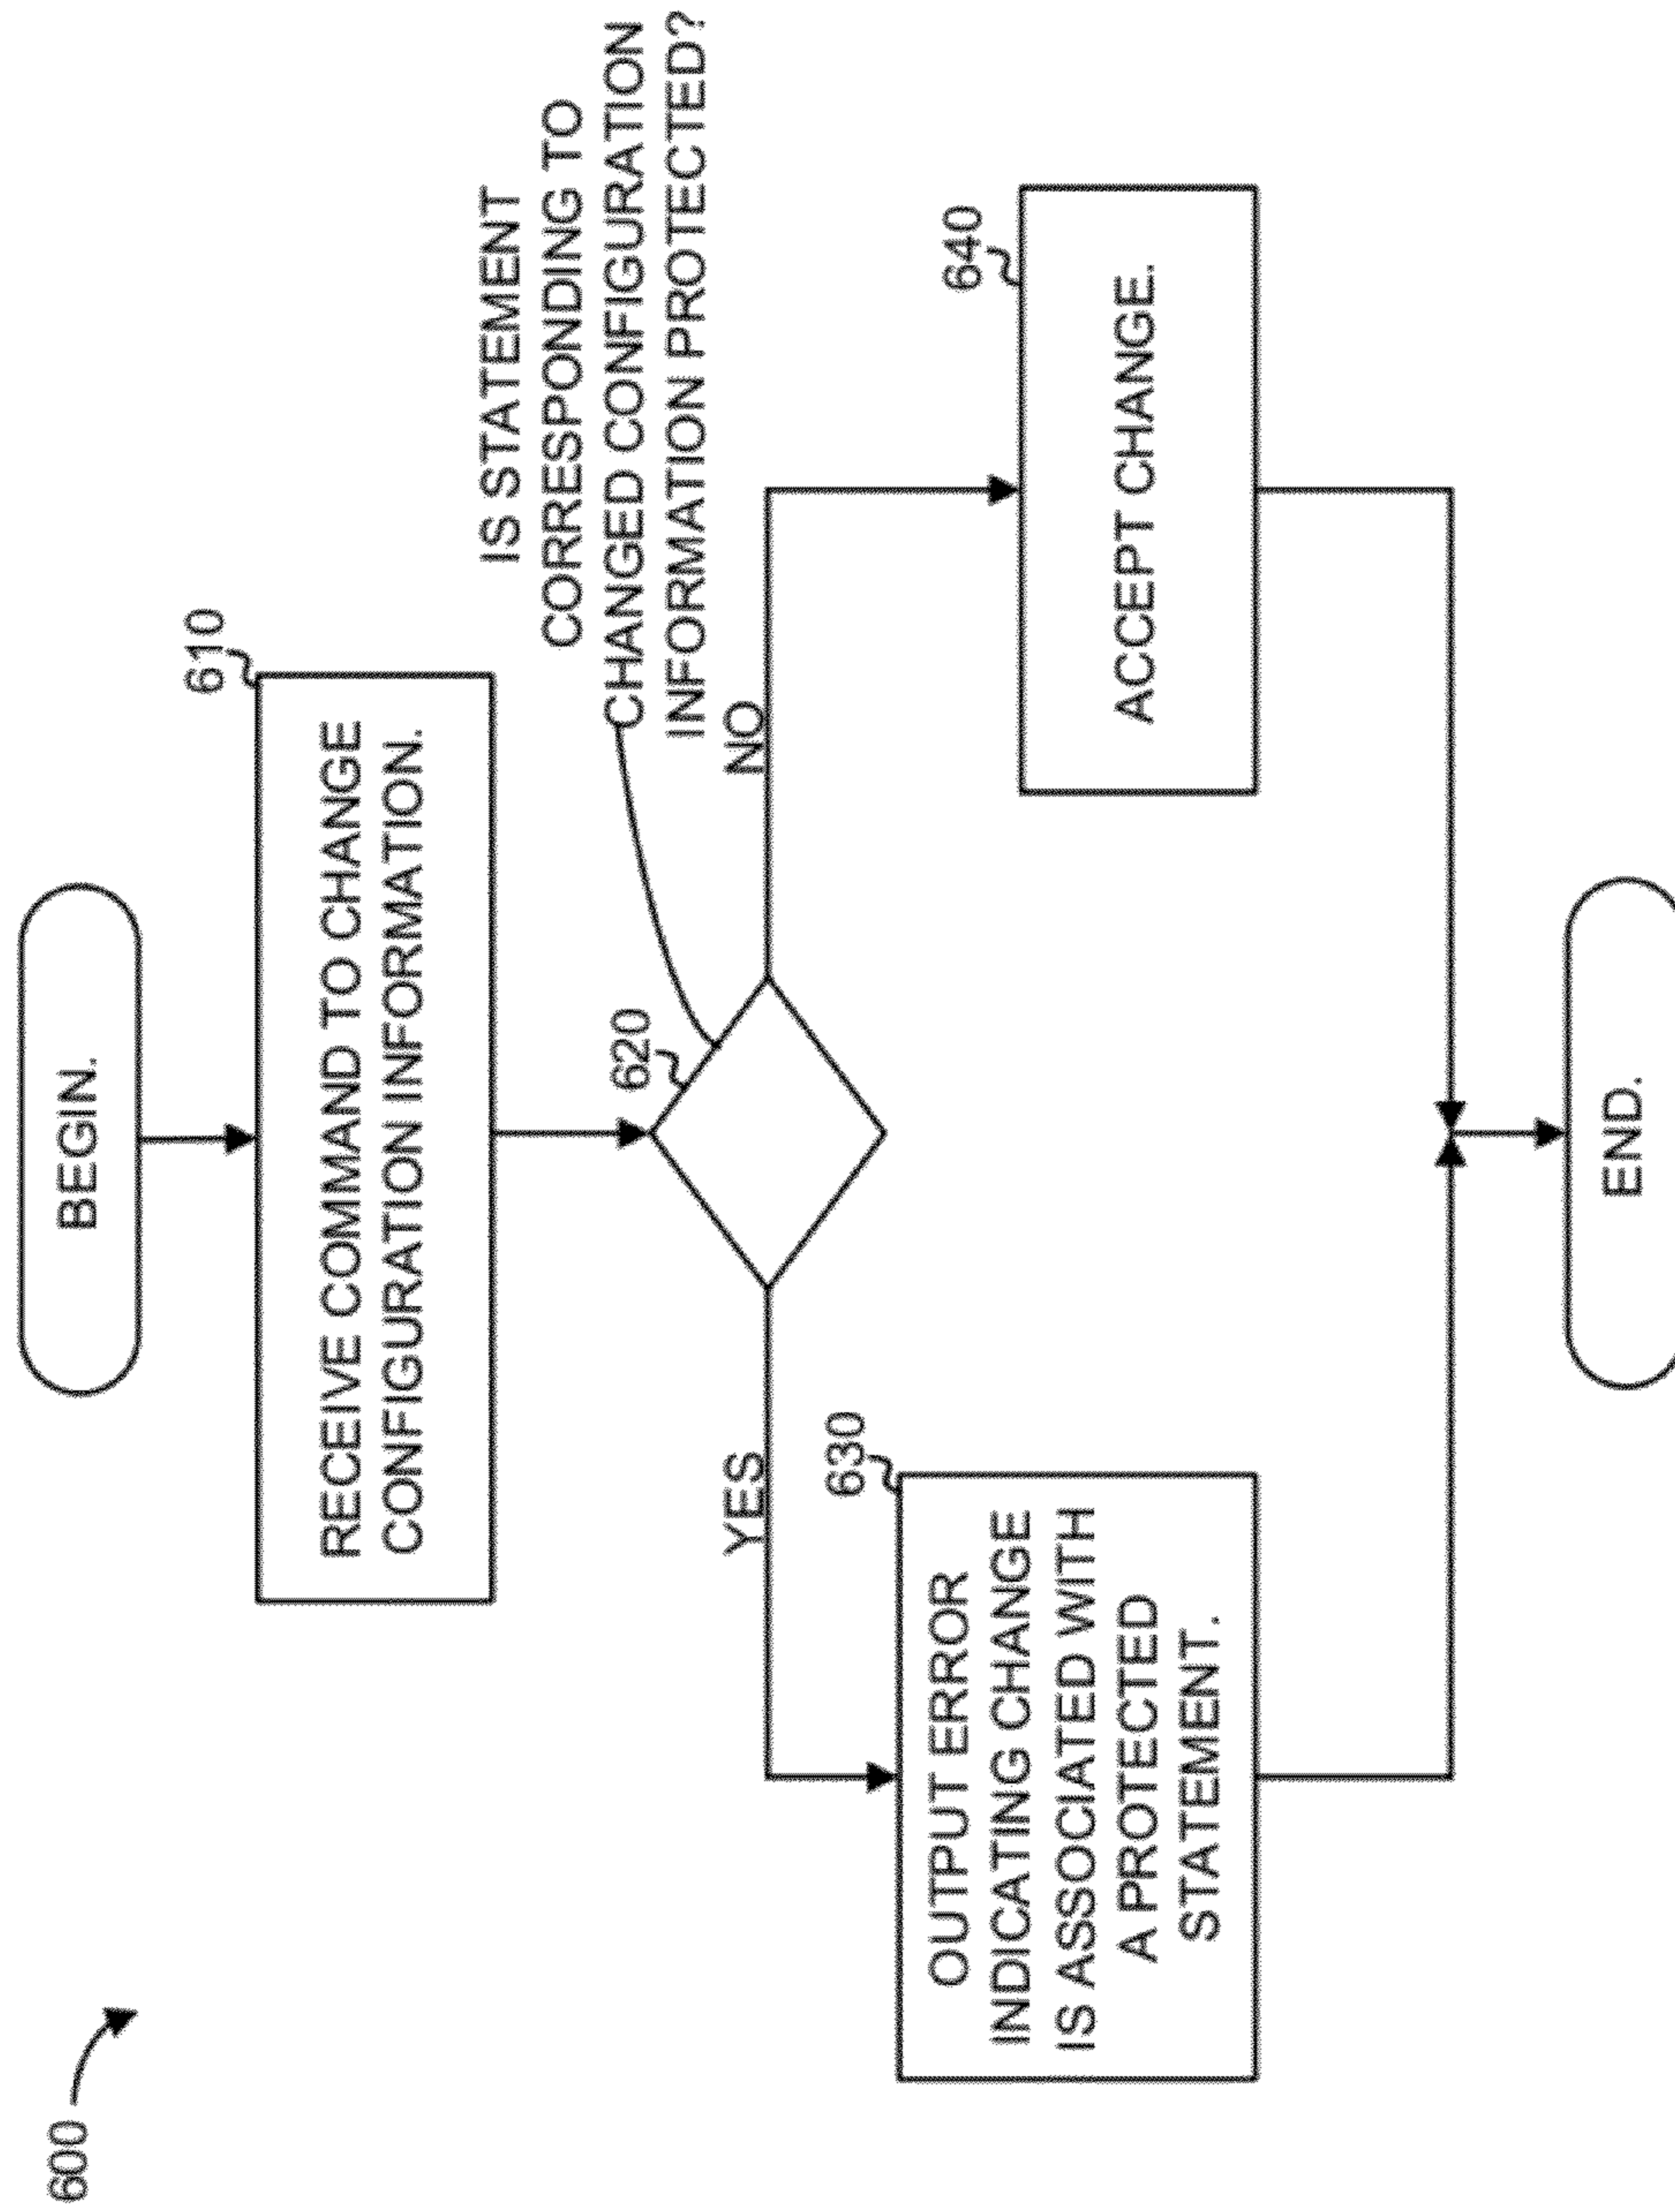 600
BEGIN.
610
RECEIVE COMMAND TO CHANGE
CONFIGURATION INFORMATION.
620
IS STATEMENT
CORRESPONDING TO
CHANGED CONFIGURATION
INFORMATION PROTECTED?
YES
NO
630
OUTPUT ERROR
INDICATING CHANGE
IS ASSOCIATED WITH
A PROTECTED
STATEMENT.
640
ACCEPT CHANGE.
END.